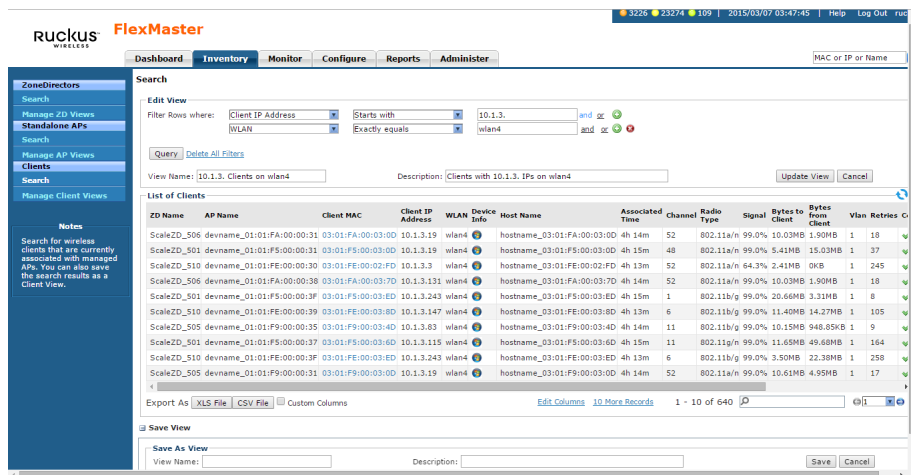 3226 23274 109 | 2015/03/07 03:47:45 | Help Log Out ruc
Ruckus WIRELESS
FlexMaster
Dashboard Inventory Monitor Configure Reports Administer
MAC or IP or Name
ZoneDirectors
Search
Manage ZD Views
Standalone APs
Search
Manage AP Views
Clients
Search
Manage Client Views
Notes
Search for wireless
clients that are currently
associated with managed
APs. You can also save
the search results as a
Client View.
Search
Edit View
Filter Rows where: Client IP Address Starts with 10.1.3. and or
WLAN Exactly equals wlan4 and or
Query Delete All Filters
View Name: 10.1.3. Clients on wlan4 Description: Clients with 10.1.3. IPs on wlan4 Update View Cancel
List of Clients
ZD Name AP Name Client MAC Client IP Address WLAN Device Info Host Name Associated Time Channel Radio Type Signal Bytes to Client Bytes from Client Vlan Retries
ScaleZD_506 devname_01:01:FA:00:00:31 03:01:FA:00:03:0D 10.1.3.19 wlan4 hostname_03:01:FA:00:03:0D 4h 14m 52 802.11a/n 99.0% 10.03MB 1.90MB 1 18
ScaleZD_501 devname_01:01:F5:00:00:31 03:01:F5:00:03:0D 10.1.3.19 wlan4 hostname_03:01:F5:00:03:0D 4h 15m 48 802.11a/n 99.0% 5.41MB 15.03MB 1 37
ScaleZD_510 devname_01:01:FE:00:00:30 03:01:FE:00:02:FD 10.1.3.3 wlan4 hostname_03:01:FE:00:02:FD 4h 13m 52 802.11a/n 64.3% 2.41MB 0KB 1 245
ScaleZD_506 devname_01:01:FA:00:00:38 03:01:FA:00:03:7D 10.1.3.131 wlan4 hostname_03:01:FA:00:03:7D 4h 14m 52 802.11a/n 99.0% 10.03MB 1.90MB 1 18
ScaleZD_501 devname_01:01:F5:00:00:3F 03:01:F5:00:03:ED 10.1.3.243 wlan4 hostname_03:01:F5:00:03:ED 4h 15m 1 802.11b/g 99.0% 20.66MB 3.31MB 1 8
ScaleZD_510 devname_01:01:FE:00:00:39 03:01:FE:00:03:8D 10.1.3.147 wlan4 hostname_03:01:FE:00:03:8D 4h 13m 6 802.11b/g 99.0% 11.40MB 14.27MB 1 105
ScaleZD_505 devname_01:01:F9:00:00:35 03:01:F9:00:03:4D 10.1.3.83 wlan4 hostname_03:01:F9:00:03:4D 4h 14m 11 802.11g/n 99.0% 10.15MB 948.85KB 1 9
ScaleZD_501 devname_01:01:F5:00:00:37 03:01:F5:00:03:6D 10.1.3.115 wlan4 hostname_03:01:F5:00:03:6D 4h 15m 11 802.11g/n 99.0% 11.65MB 49.68MB 1 164
ScaleZD_510 devname_01:01:FE:00:00:3F 03:01:FE:00:03:ED 10.1.3.243 wlan4 hostname_03:01:FE:00:03:ED 4h 13m 6 802.11b/g 99.0% 3.50MB 22.38MB 1 258
ScaleZD_505 devname_01:01:F9:00:00:31 03:01:F9:00:03:0D 10.1.3.19 wlan4 hostname_03:01:F9:00:03:0D 4h 14m 52 802.11a/n 99.0% 10.61MB 4.95MB 1 17
Export As XLS File CSV File Custom Columns Edit Columns 10 More Records 1 - 10 of 640 1
Save View
Save As View
View Name: Description: Save Cancel